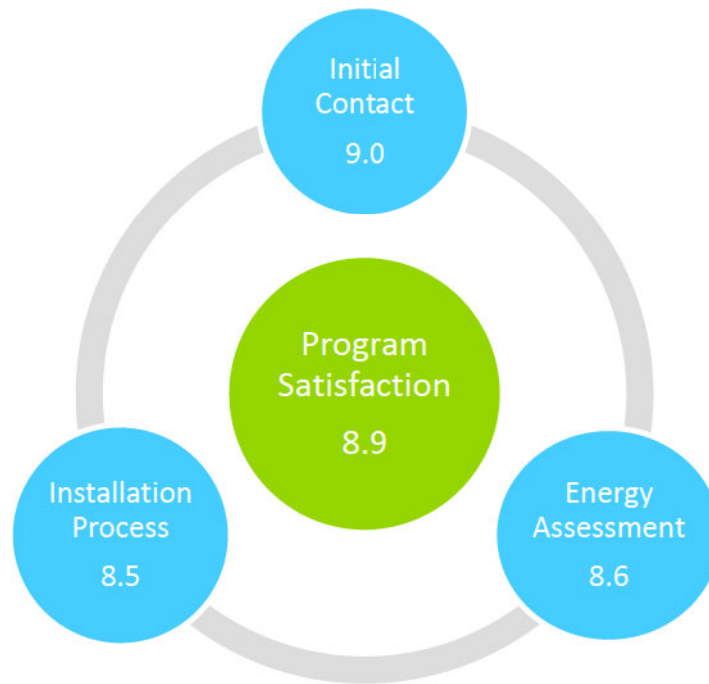 Initial
Contact
9.0
Program
Satisfaction
8.9
Installation
Process
8.5
Energy
Assessment
8.6